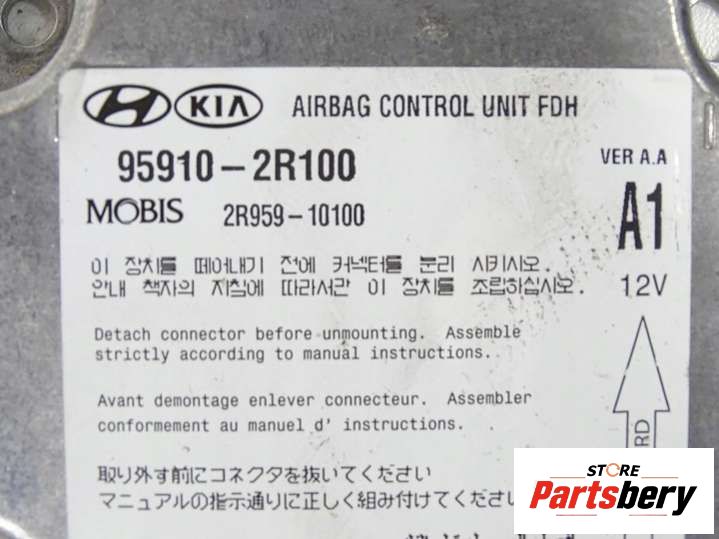 HYUNDAI KIA AIRBAG CONTROL UNIT FDH
95910-2R100
VER A.A
MOBIS 2R959-10100
A1
이 장치를 떼어내기 전에 커넥터를 분리 시키시오.
안내 책자의 지침에 따라서만 이 장치를 조립하십시오.
12V
Detach connector before unmounting. Assemble
strictly according to manual instructions.
Avant demontage enlever connecteur. Assembler
conformement au manuel d' instructions.
取り外す前にコネクタを抜いてください
マニュアルの指示通りに正しく組み付けてください
RD
STORE
Partsbery